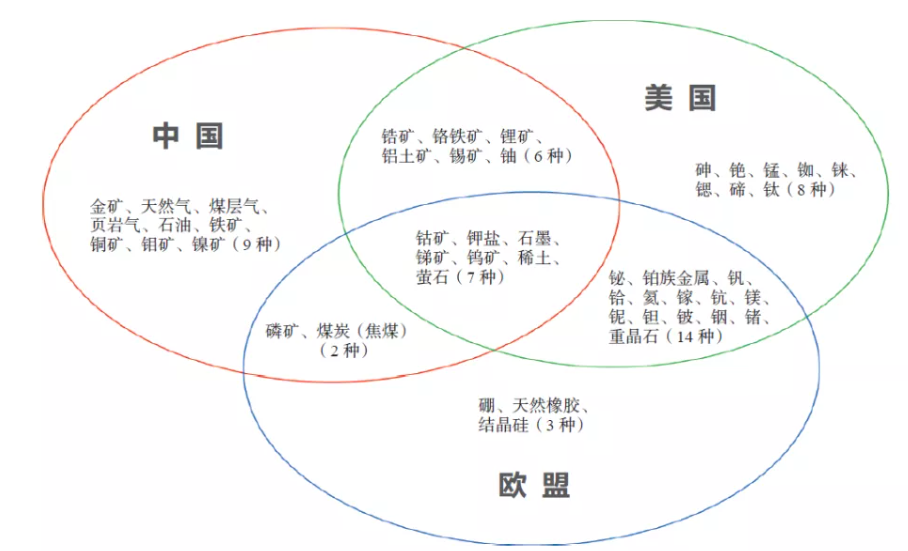 美国
中国
锆矿、铬铁矿、锂矿、
铝土矿、锡矿、铀（6 种）
砷、铯、锰、铷、铼、
锶、碲、钛（8 种）
金矿、天然气、煤层气、
页岩气、石油、铁矿、
铜矿、钼矿、镍矿（9 种）
钴矿、钾盐、石墨、
锑矿、钨矿、稀土、
萤石（7 种）
铋、铂族金属、钒、
铪、氦、镓、钪、镁、
铌、钽、铍、铟、锗、
重晶石（14 种）
磷矿、煤炭（焦煤）
（2 种）
硼、天然橡胶、
结晶硅（3 种）
欧盟